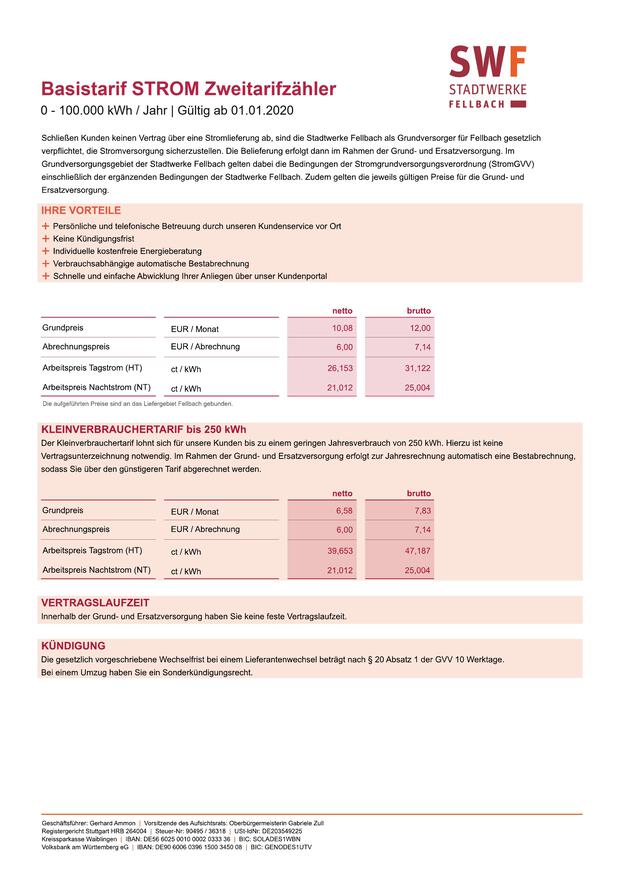 SWF
STADTWERKE
FELLBACH
Basistarif STROM Zweitarifzähler
0 - 100.000 kWh / Jahr | Gültig ab 01.01.2020
Schließen Kunden keinen Vertrag über eine Stromlieferung ab, sind die Stadtwerke Fellbach als Grundversorger für Fellbach gesetzlich
verpflichtet, die Stromversorgung sicherzustellen. Die Belieferung erfolgt dann im Rahmen der Grund- und Ersatzversorgung. Im
Grundversorgungsgebiet der Stadtwerke Fellbach gelten dabei die Bedingungen der Stromgrundversorgungsverordnung (StromGVV)
einschließlich der ergänzenden Bedingungen der Stadtwerke Fellbach. Zudem gelten die jeweils gültigen Preise für die Grund- und
Ersatzversorgung.
IHRE VORTEILE
+ Persönliche und telefonische Betreuung durch unseren Kundenservice vor Ort
+ Keine Kündigungsfrist
+ Individuelle kostenfreie Energieberatung
+ Verbrauchsabhängige automatische Bestabrechnung
+ Schnelle und einfache Abwicklung Ihrer Anliegen über unser Kundenportal
netto brutto
Grundpreis EUR / Monat 10,08 12,00
Abrechnungspreis EUR / Abrechnung 6,00 7,14
Arbeitspreis Tagstrom (HT) ct / kWh 26,153 31,122
Arbeitspreis Nachtstrom (NT) ct / kWh 21,012 25,004
Die aufgeführten Preise sind an das Liefergebiet Fellbach gebunden.
KLEINVERBRAUCHERTARIF bis 250 kWh
Der Kleinverbrauchertarif lohnt sich für unsere Kunden bis zu einem geringen Jahresverbrauch von 250 kWh. Hierzu ist keine
Vertragsunterzeichnung notwendig. Im Rahmen der Grund- und Ersatzversorgung erfolgt zur Jahresrechnung automatisch eine Bestabrechnung,
sodass Sie über den günstigeren Tarif abgerechnet werden.
netto brutto
Grundpreis EUR / Monat 6,58 7,83
Abrechnungspreis EUR / Abrechnung 6,00 7,14
Arbeitspreis Tagstrom (HT) ct / kWh 39,653 47,187
Arbeitspreis Nachtstrom (NT) ct / kWh 21,012 25,004
VERTRAGSLAUFZEIT
Innerhalb der Grund- und Ersatzversorgung haben Sie keine feste Vertragslaufzeit.
KÜNDIGUNG
Die gesetzlich vorgeschriebene Wechselfrist bei einem Lieferantenwechsel beträgt nach § 20 Absatz 1 der GVV 10 Werktage.
Bei einem Umzug haben Sie ein Sonderkündigungsrecht.
Geschäftsführer: Gerhard Ammon | Vorsitzende des Aufsichtsrats: Oberbürgermeisterin Gabriele Zull
Registergericht Stuttgart HRB 264004 | Steuer-Nr: 90495 / 36318 | USt-IdNr: DE203549225
Kreissparkasse Waiblingen | IBAN: DE56 6025 0010 0002 0333 36 | BIC: SOLADES1WBN
Volksbank am Württemberg eG | IBAN: DE90 6006 0396 1500 3450 08 | BIC: GENODES1UTV